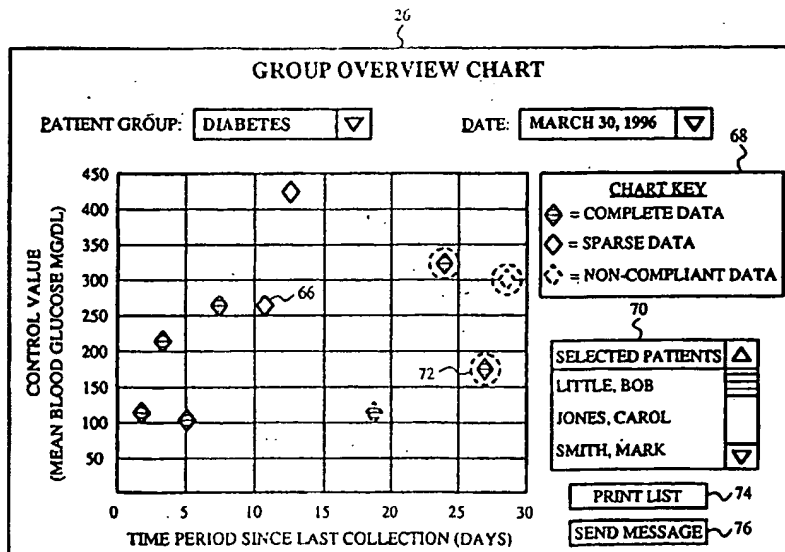 26
GROUP OVERVIEW CHART
PATIENT GROUP: DIABETES
DATE: MARCH 30, 1996
68
CHART KEY
= COMPLETE DATA
= SPARSE DATA
= NON-COMPLIANT DATA
CONTROL VALUE
(MEAN BLOOD GLUCOSE MG/DL)
450
400
350
300
250
200
150
100
50
66
72
0 5 10 15 20 25 30
TIME PERIOD SINCE LAST COLLECTION (DAYS)
70
SELECTED PATIENTS
LITTLE, BOB
JONES, CAROL
SMITH, MARK
PRINT LIST
74
SEND MESSAGE
76